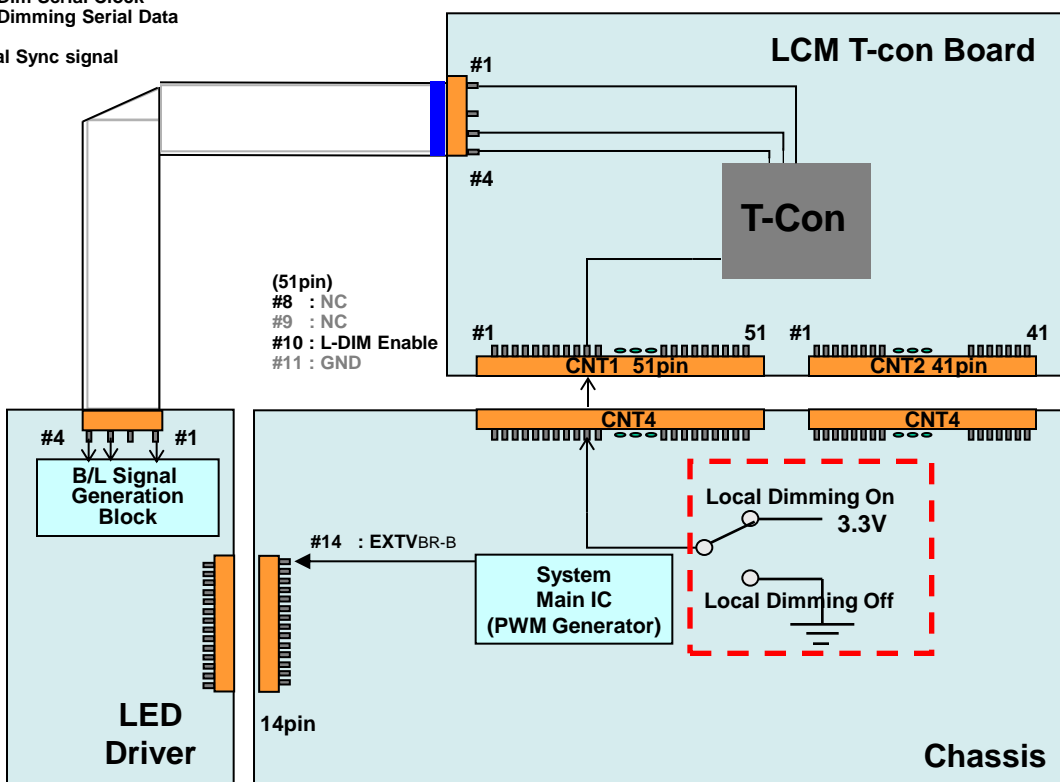 Dimming Serial Data
Sync signal
LCM T-con Board
#1
#4
T-Con
(51pin)
#8 : NC
#9 : NC
#10 : L-DIM Enable
#11 : GND
#1
51
#1
41
CNT1 51pin
CNT2 41pin
CNT4
CNT4
#4
#1
B/L Signal
Generation
Block
Local Dimming On
3.3V
#14 : EXTVBR-B
System
Main IC
(PWM Generator)
Local Dimming Off
LED
Driver
14pin
Chassis